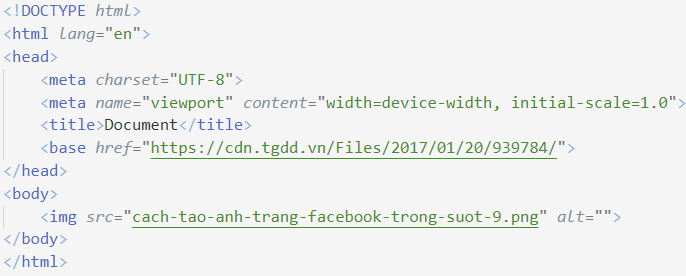 <!DOCTYPE html>
<html lang="en">
<head>
    <meta charset="UTF-8">
    <meta name="viewport" content="width=device-width, initial-scale=1.0">
    <title>Document</title>
    <base href="https://cdn.tgdd.vn/Files/2017/01/20/939784/">
</head>
<body>
    <img src="cach-tao-anh-trang-facebook-trong-suot-9.png" alt="">
</body>
</html>